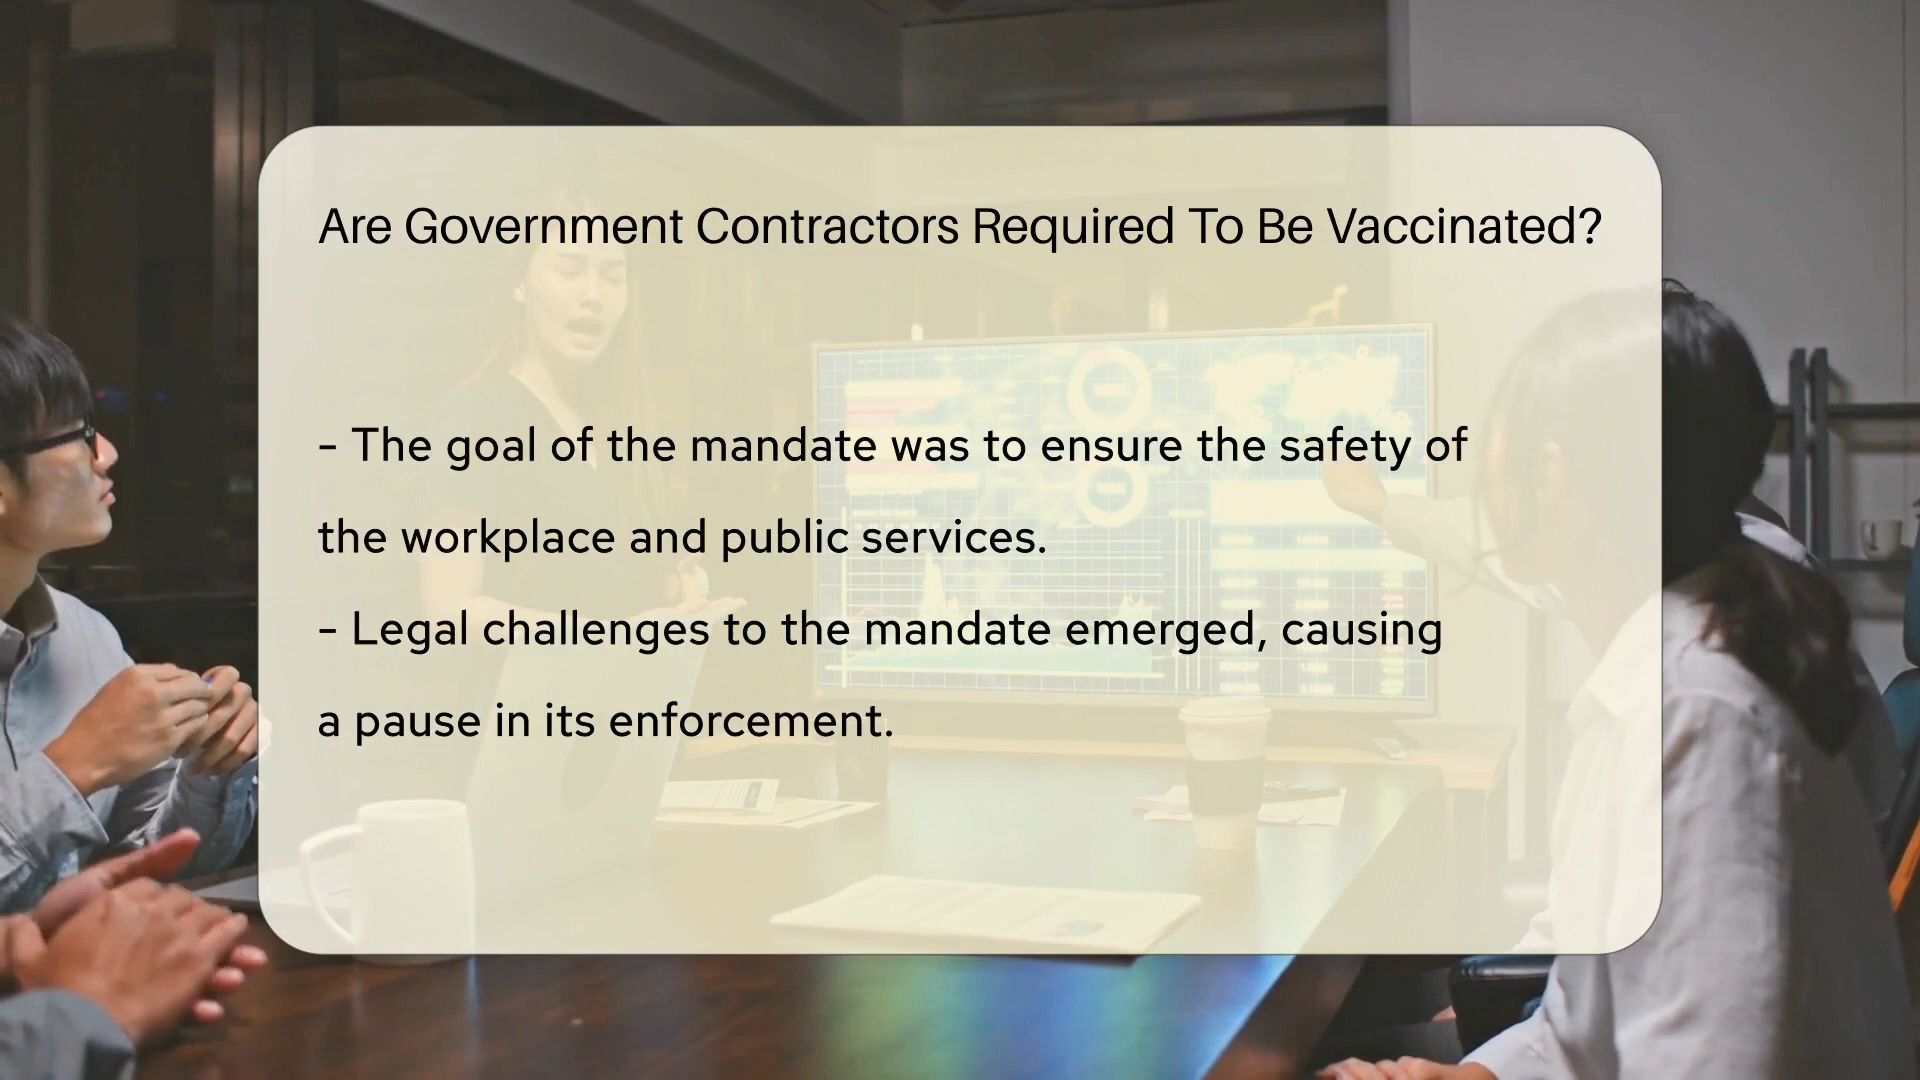 Are Government Contractors Required To Be Vaccinated?
- The goal of the mandate was to ensure the safety of
the workplace and public services.
- Legal challenges to the mandate emerged, causing
a pause in its enforcement.